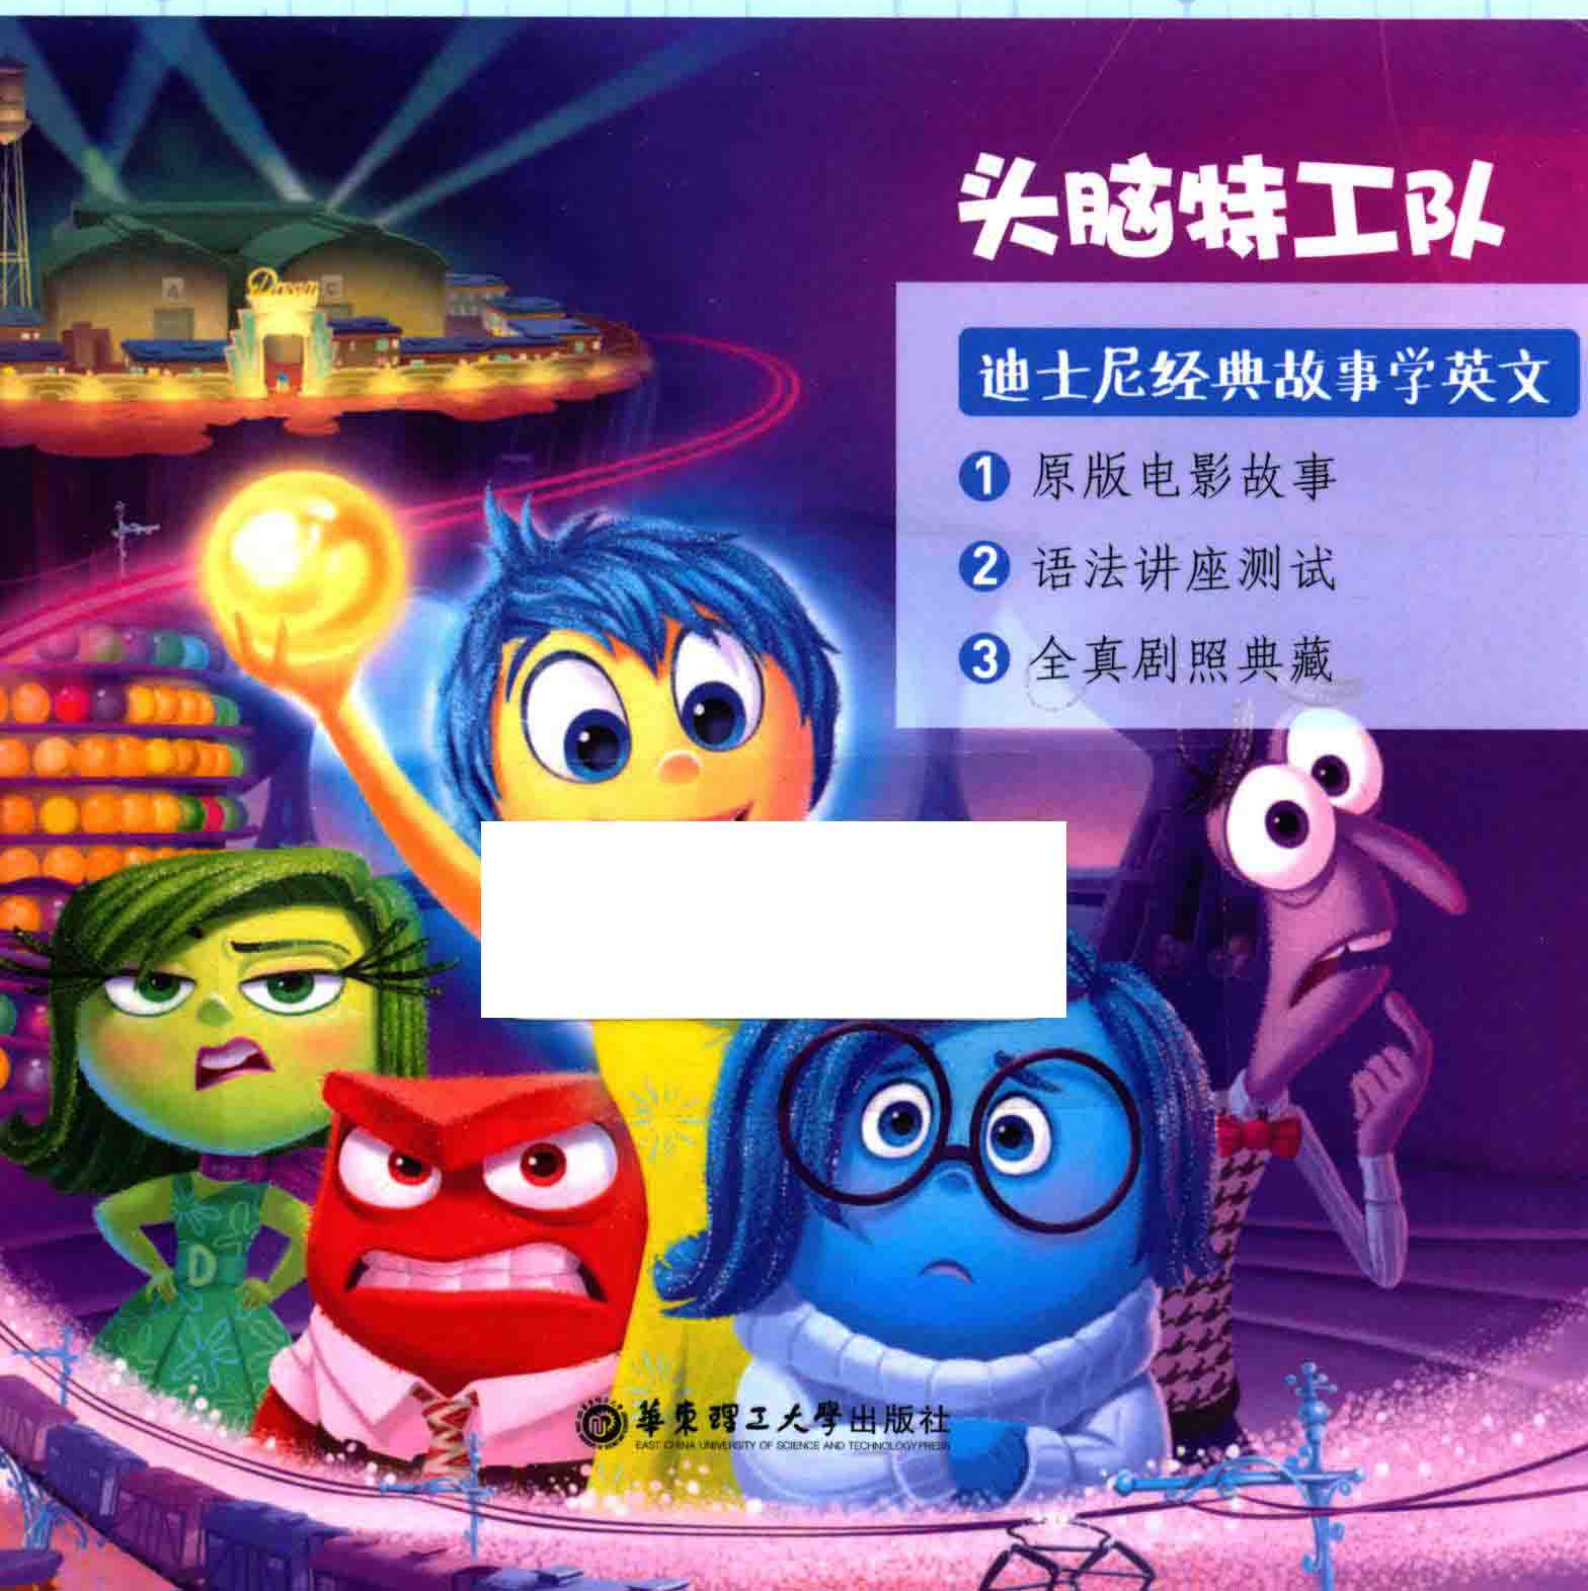 头脑特工队
迪士尼经典故事学英文
1 原版电影故事
2 语法讲座测试
3 全真剧照典藏
A
C
D
華東理工大學出版社
EAST CHINA UNIVERSITY OF SCIENCE AND TECHNOLOGY PRESS